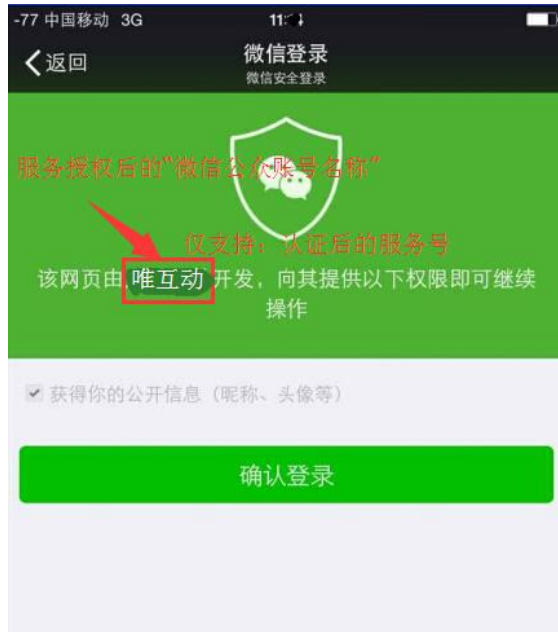 -77 中国移动 3G
返回
微信登录
微信安全登录
服务授权后的“微信公众账号名称”
仅支持：认证后的服务号
该网页由 唯互动 开发，向其提供以下权限即可继续
操作
获得你的公开信息（昵称、头像等）
确认登录